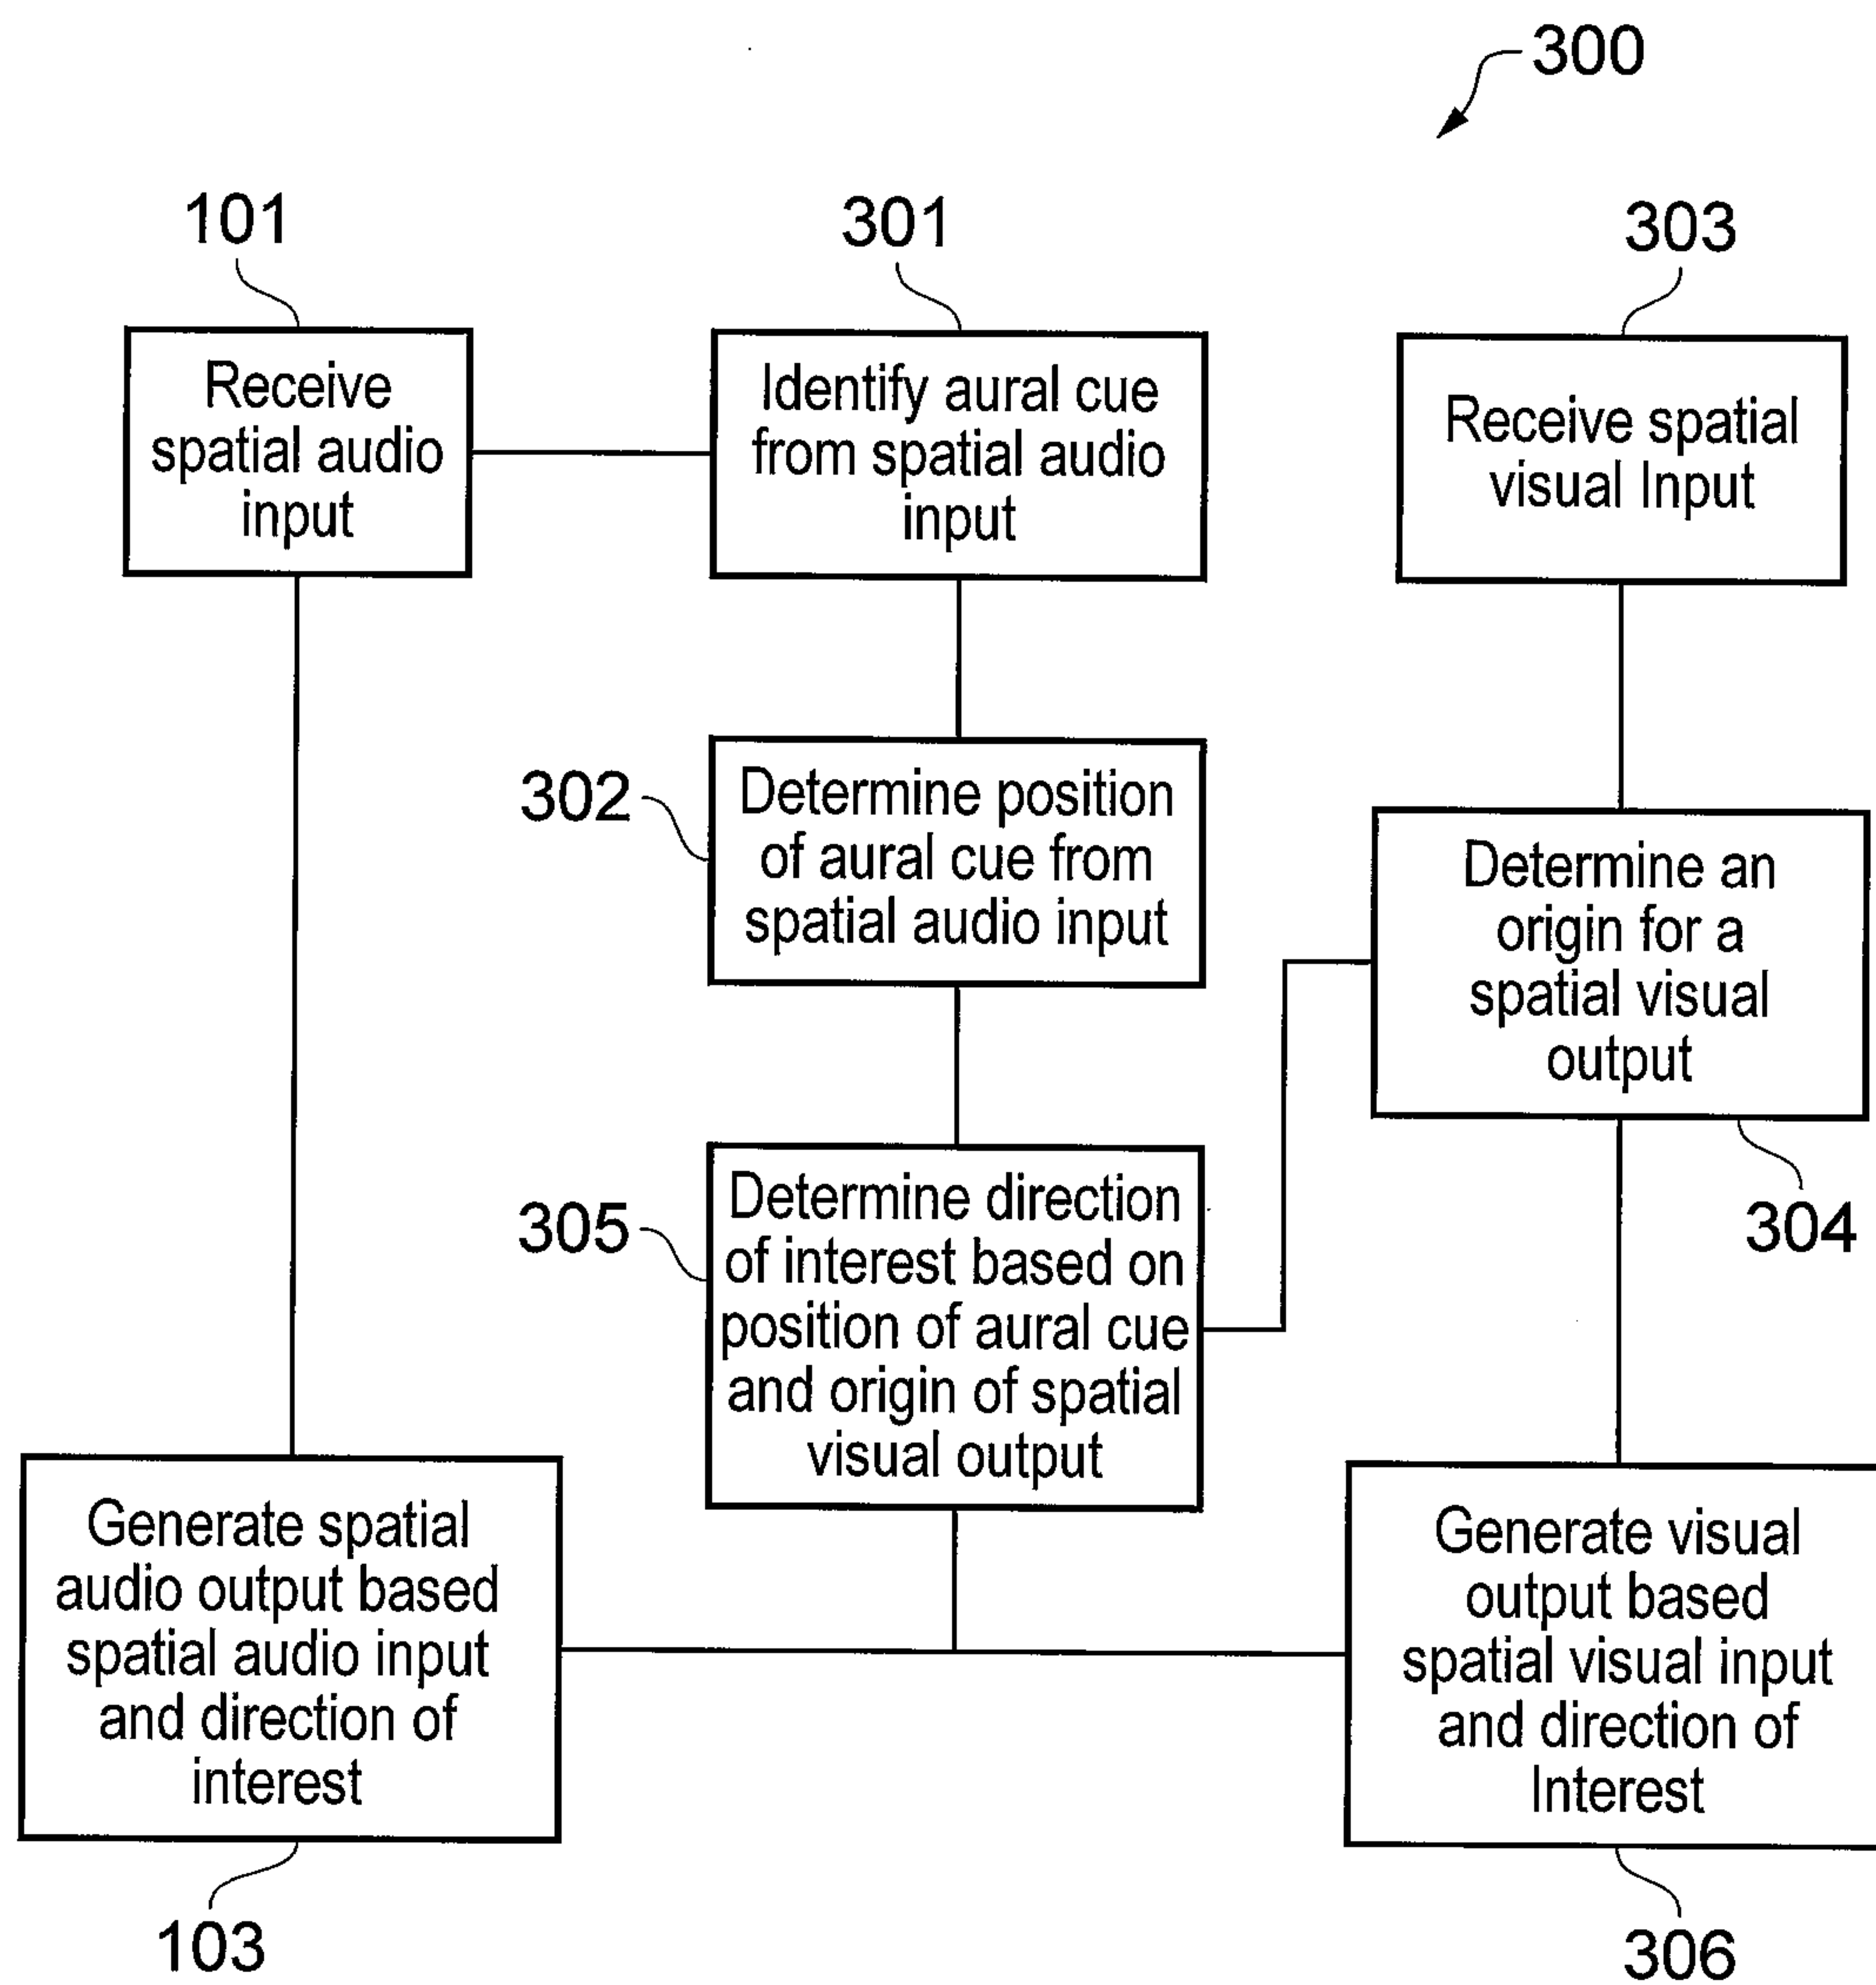 300
101
301
303
Receive
spatial audio
input
Identify aural cue
from spatial audio
input
Receive spatial
visual Input
302
Determine position
of aural cue from
spatial audio input
Determine an
origin for a
spatial visual
output
304
305
Determine direction
of interest based on
position of aural cue
and origin of spatial
visual output
Generate spatial
audio output based
spatial audio input
and direction of
interest
Generate visual
output based
spatial visual input
and direction of
Interest
103
306